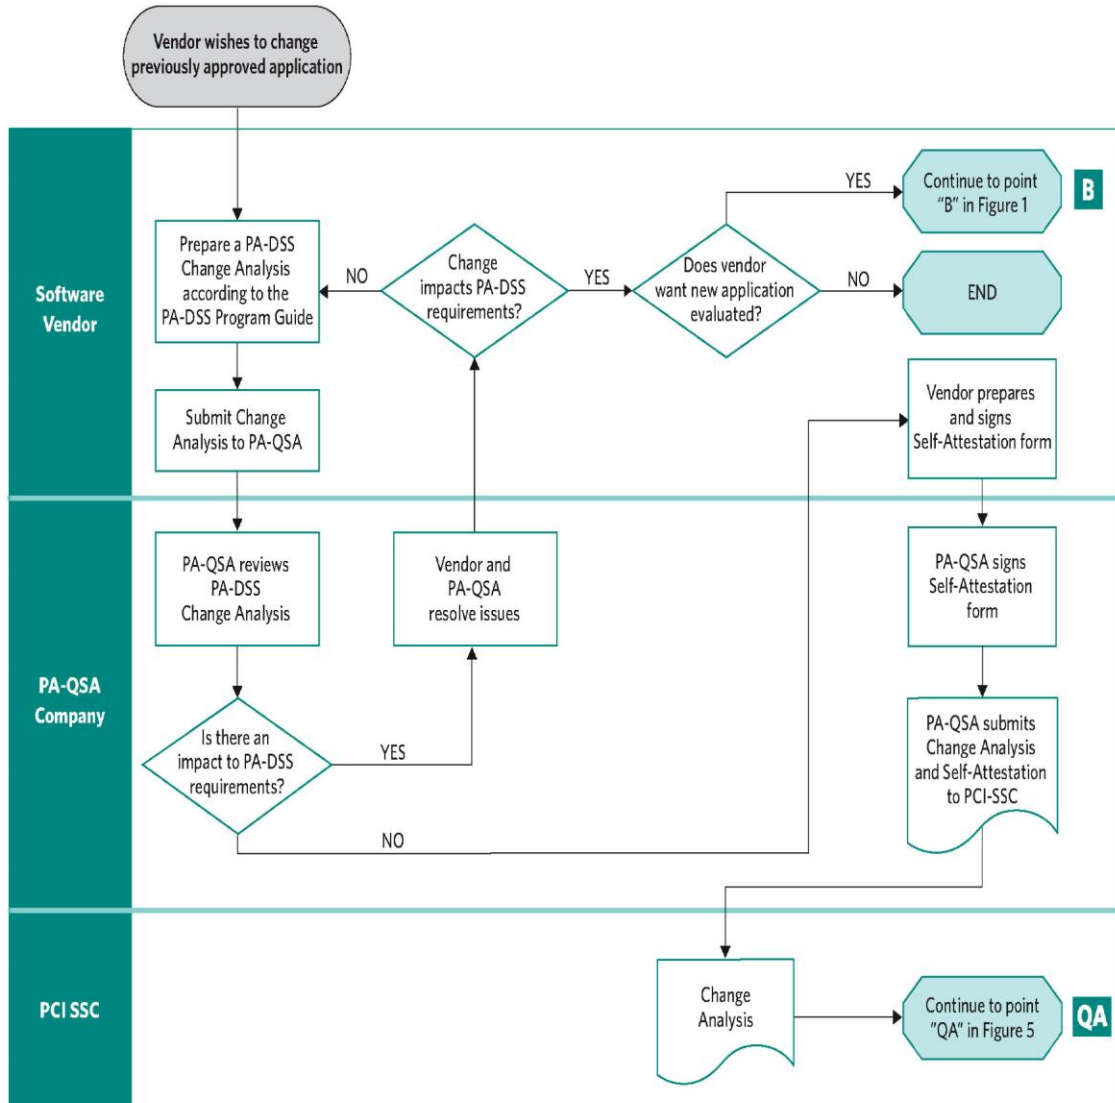 Vendor wishes to change
previously approved application
Software
Vendor
Prepare a PA-DSS
Change Analysis
according to the
PA-DSS Program Guide
NO
Change
impacts PA-DSS
requirements?
YES
Does vendor
want new application
evaluated?
YES
Continue to point
"B" in Figure 1
B
NO
END
Submit Change
Analysis to PA-QSA
Vendor prepares
and signs
Self-Attestation form
PA-QSA
Company
PA-QSA reviews
PA-DSS
Change Analysis
Vendor and
PA-QSA
resolve issues
PA-QSA signs
Self-Attestation
form
Is there an
impact to PA-DSS
requirements?
YES
NO
PA-QSA submits
Change Analysis
and Self-Attestation
to PCI-SSC
PCI SSC
Change
Analysis
Continue to point
"QA" in Figure 5
QA